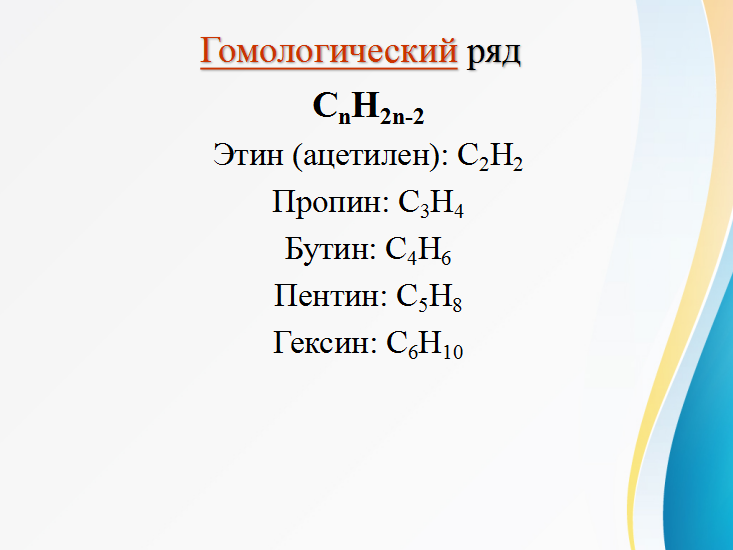 Гомологический ряд
CnH2n-2
Этин (ацетилен): C2H2
Пропин: C3H4
Бутин: C4H6
Пентин: C5H8
Гексин: C6H10